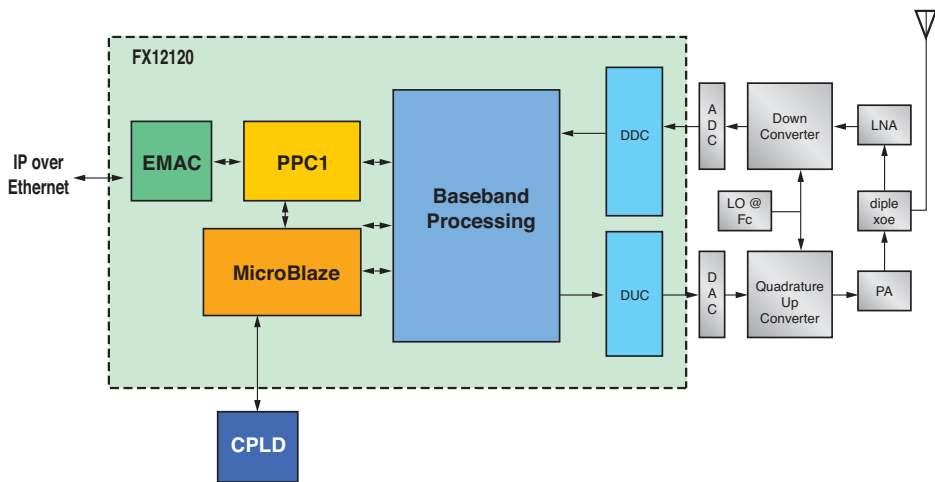 FX12120
IP over
Ethernet
EMAC
PPC1
MicroBlaze
CPLD
Baseband
Processing
DDC
DUC
A
D
C
D
A
C
Down
Converter
LO @
Fc
Quadrature
Up
Converter
LNA
diple
xoe
PA